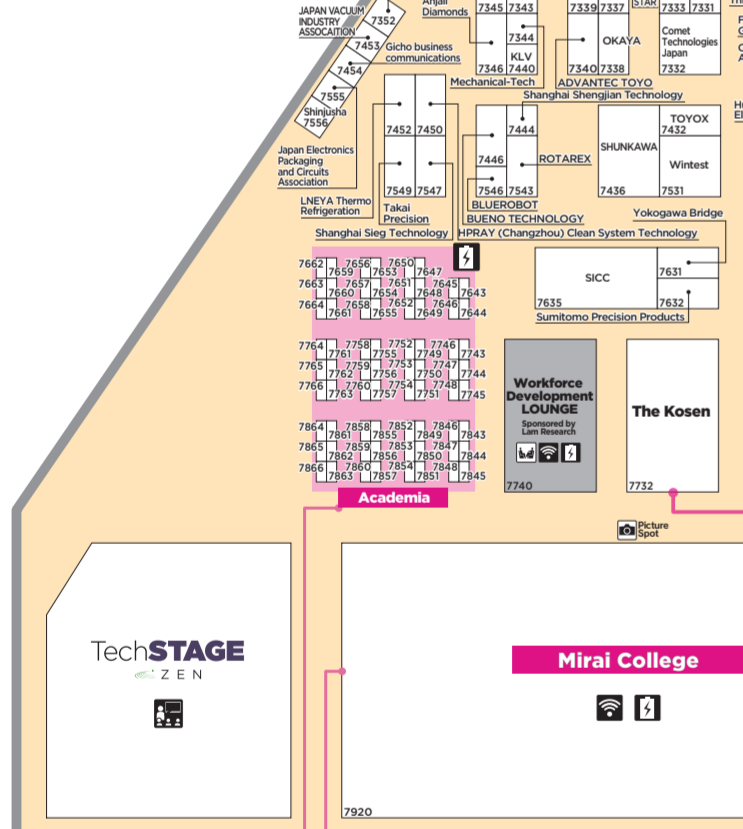 JAPAN VACUUM
INDUSTRY
ASSOCAITION
7352
7453
Gicho business
communications
7454
7555
Shinjusha
7556
Japan Electronics
Packaging
and Circuits
Association
Anjali
Diamonds
7345 7343
7344
KLV
7346 7440
Mechanical-Tech
7339 7337
OKAYA
7340 7338
ADVANTEC TOYO
STAR
7333 7331
Comet
Technologies
Japan
7332
Shanghai Shengjian Technology
7452 7450
7549 7547
LNEYA Thermo
Refrigeration
Takai
Precision
Shanghai Sieg Technology
7444
7446
ROTAREX
7546 7543
BLUEROBOT
BUENO TECHNOLOGY
HPRAY (Changzhou) Clean System Technology
SHUNKAWA
7436
TOYOX
7432
Wintest
7531
Yokogawa Bridge
SICC
7635
7631
7632
Sumitomo Precision Products
7662 7656 7650
7659 7653 7647
7663 7657 7651 7645
7660 7654 7648 7643
7664 7658 7652 7646
7661 7655 7649 7644
7764 7758 7752 7746
7761 7755 7749 7743
7765 7759 7753 7747
7762 7756 7750 7744
7766 7760 7754 7748
7763 7757 7751 7745
7864 7858 7852 7846
7861 7855 7849 7843
7865 7859 7853 7847
7862 7856 7850 7844
7866 7860 7854 7848
7863 7857 7851 7845
Academia
Workforce
Development
LOUNGE
Sponsored by
Lam Research
7740
The Kosen
7732
Picture
Spot
TechSTAGE
ZEN
Mirai College
7920